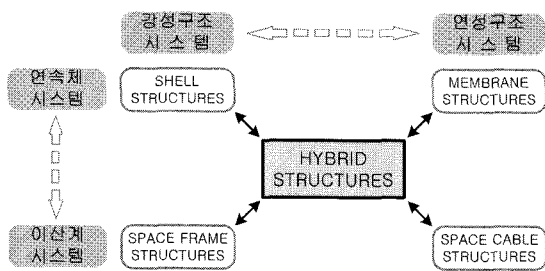 강성구조
시스템
연성구조
시스템
연속체
시스템
SHELL
STRUCTURES
MEMBRANE
STRUCTURES
HYBRID
STRUCTURES
이산계
시스템
SPACE FRAME
STRUCTURES
SPACE CABLE
STRUCTURES